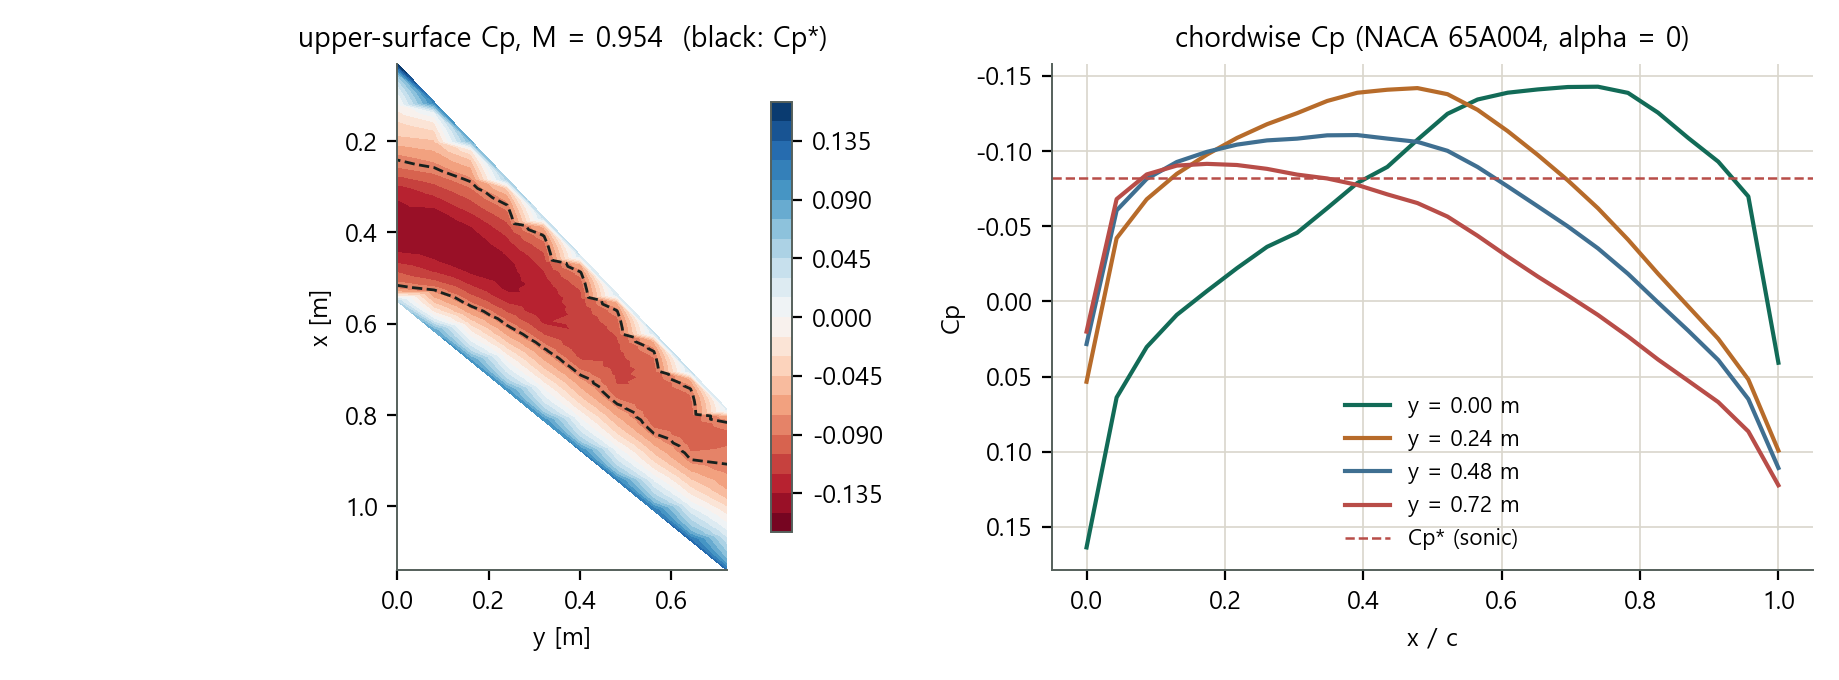 upper-surface Cp, M = 0.954 (black: Cp*)
0.2
0.4
0.6
0.8
1.0
x [m]
0.0 0.2 0.4 0.6
y [m]
0.135
0.090
0.045
0.000
-0.045
-0.090
-0.135
chordwise Cp (NACA 65A004, alpha = 0)
-0.15
-0.10
-0.05
0.00
0.05
0.10
0.15
Cp
y = 0.00 m
y = 0.24 m
y = 0.48 m
y = 0.72 m
Cp* (sonic)
0.0 0.2 0.4 0.6 0.8 1.0
x / c